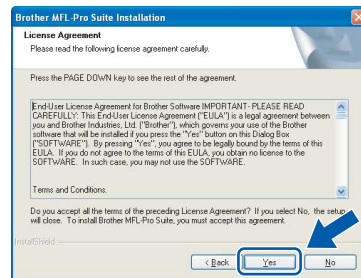 Brother MFL-Pro Suite Installation
License Agreement
Please read the following license agreement carefully.
Press the PAGE DOWN key to see the rest of the agreement.
End-User License Agreement for Brother Software IMPORTANT- PLEASE READ
CAREFULLY: This End-User License Agreement ("EULA") is a legal agreement between
you and Brother Industries, Ltd. ("Brother"), which governs your use of the Brother
software that will be installed if you press the "Yes" button on this Dialog Box
("SOFTWARE"). By pressing "Yes", you agree to be legally bound by the terms of this
EULA. If you do not agree to the terms of this EULA, you obtain no license to the
SOFTWARE. In such case, you may not use the SOFTWARE.
Terms and Conditions.
Do you accept all the terms of the preceding License Agreement? If you select No, the setup
will close. To install Brother MFL-Pro Suite, you must accept this agreement.
InstallShield
< Back Yes No